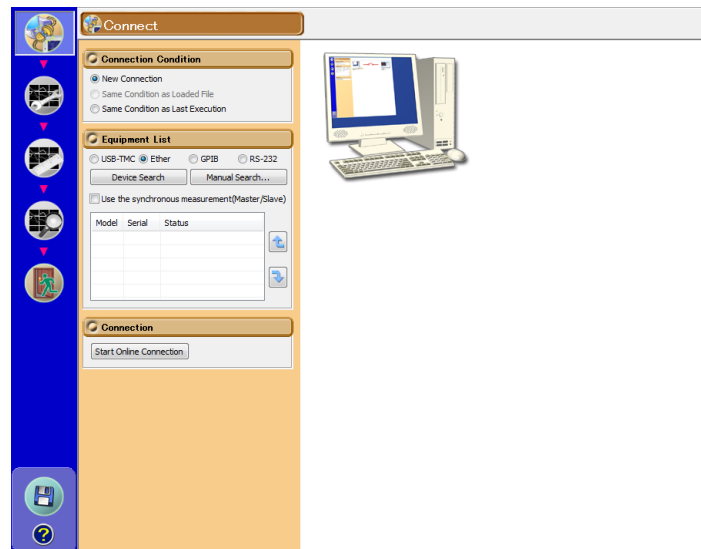 Connect
Connection Condition
New Connection
Same Condition as Loaded File
Same Condition as Last Execution
Equipment List
USB-TMC Ether GPIB RS-232
Device Search Manual Search...
Use the synchronous measurement(Master/Slave)
Model Serial Status
Connection
Start Online Connection
?